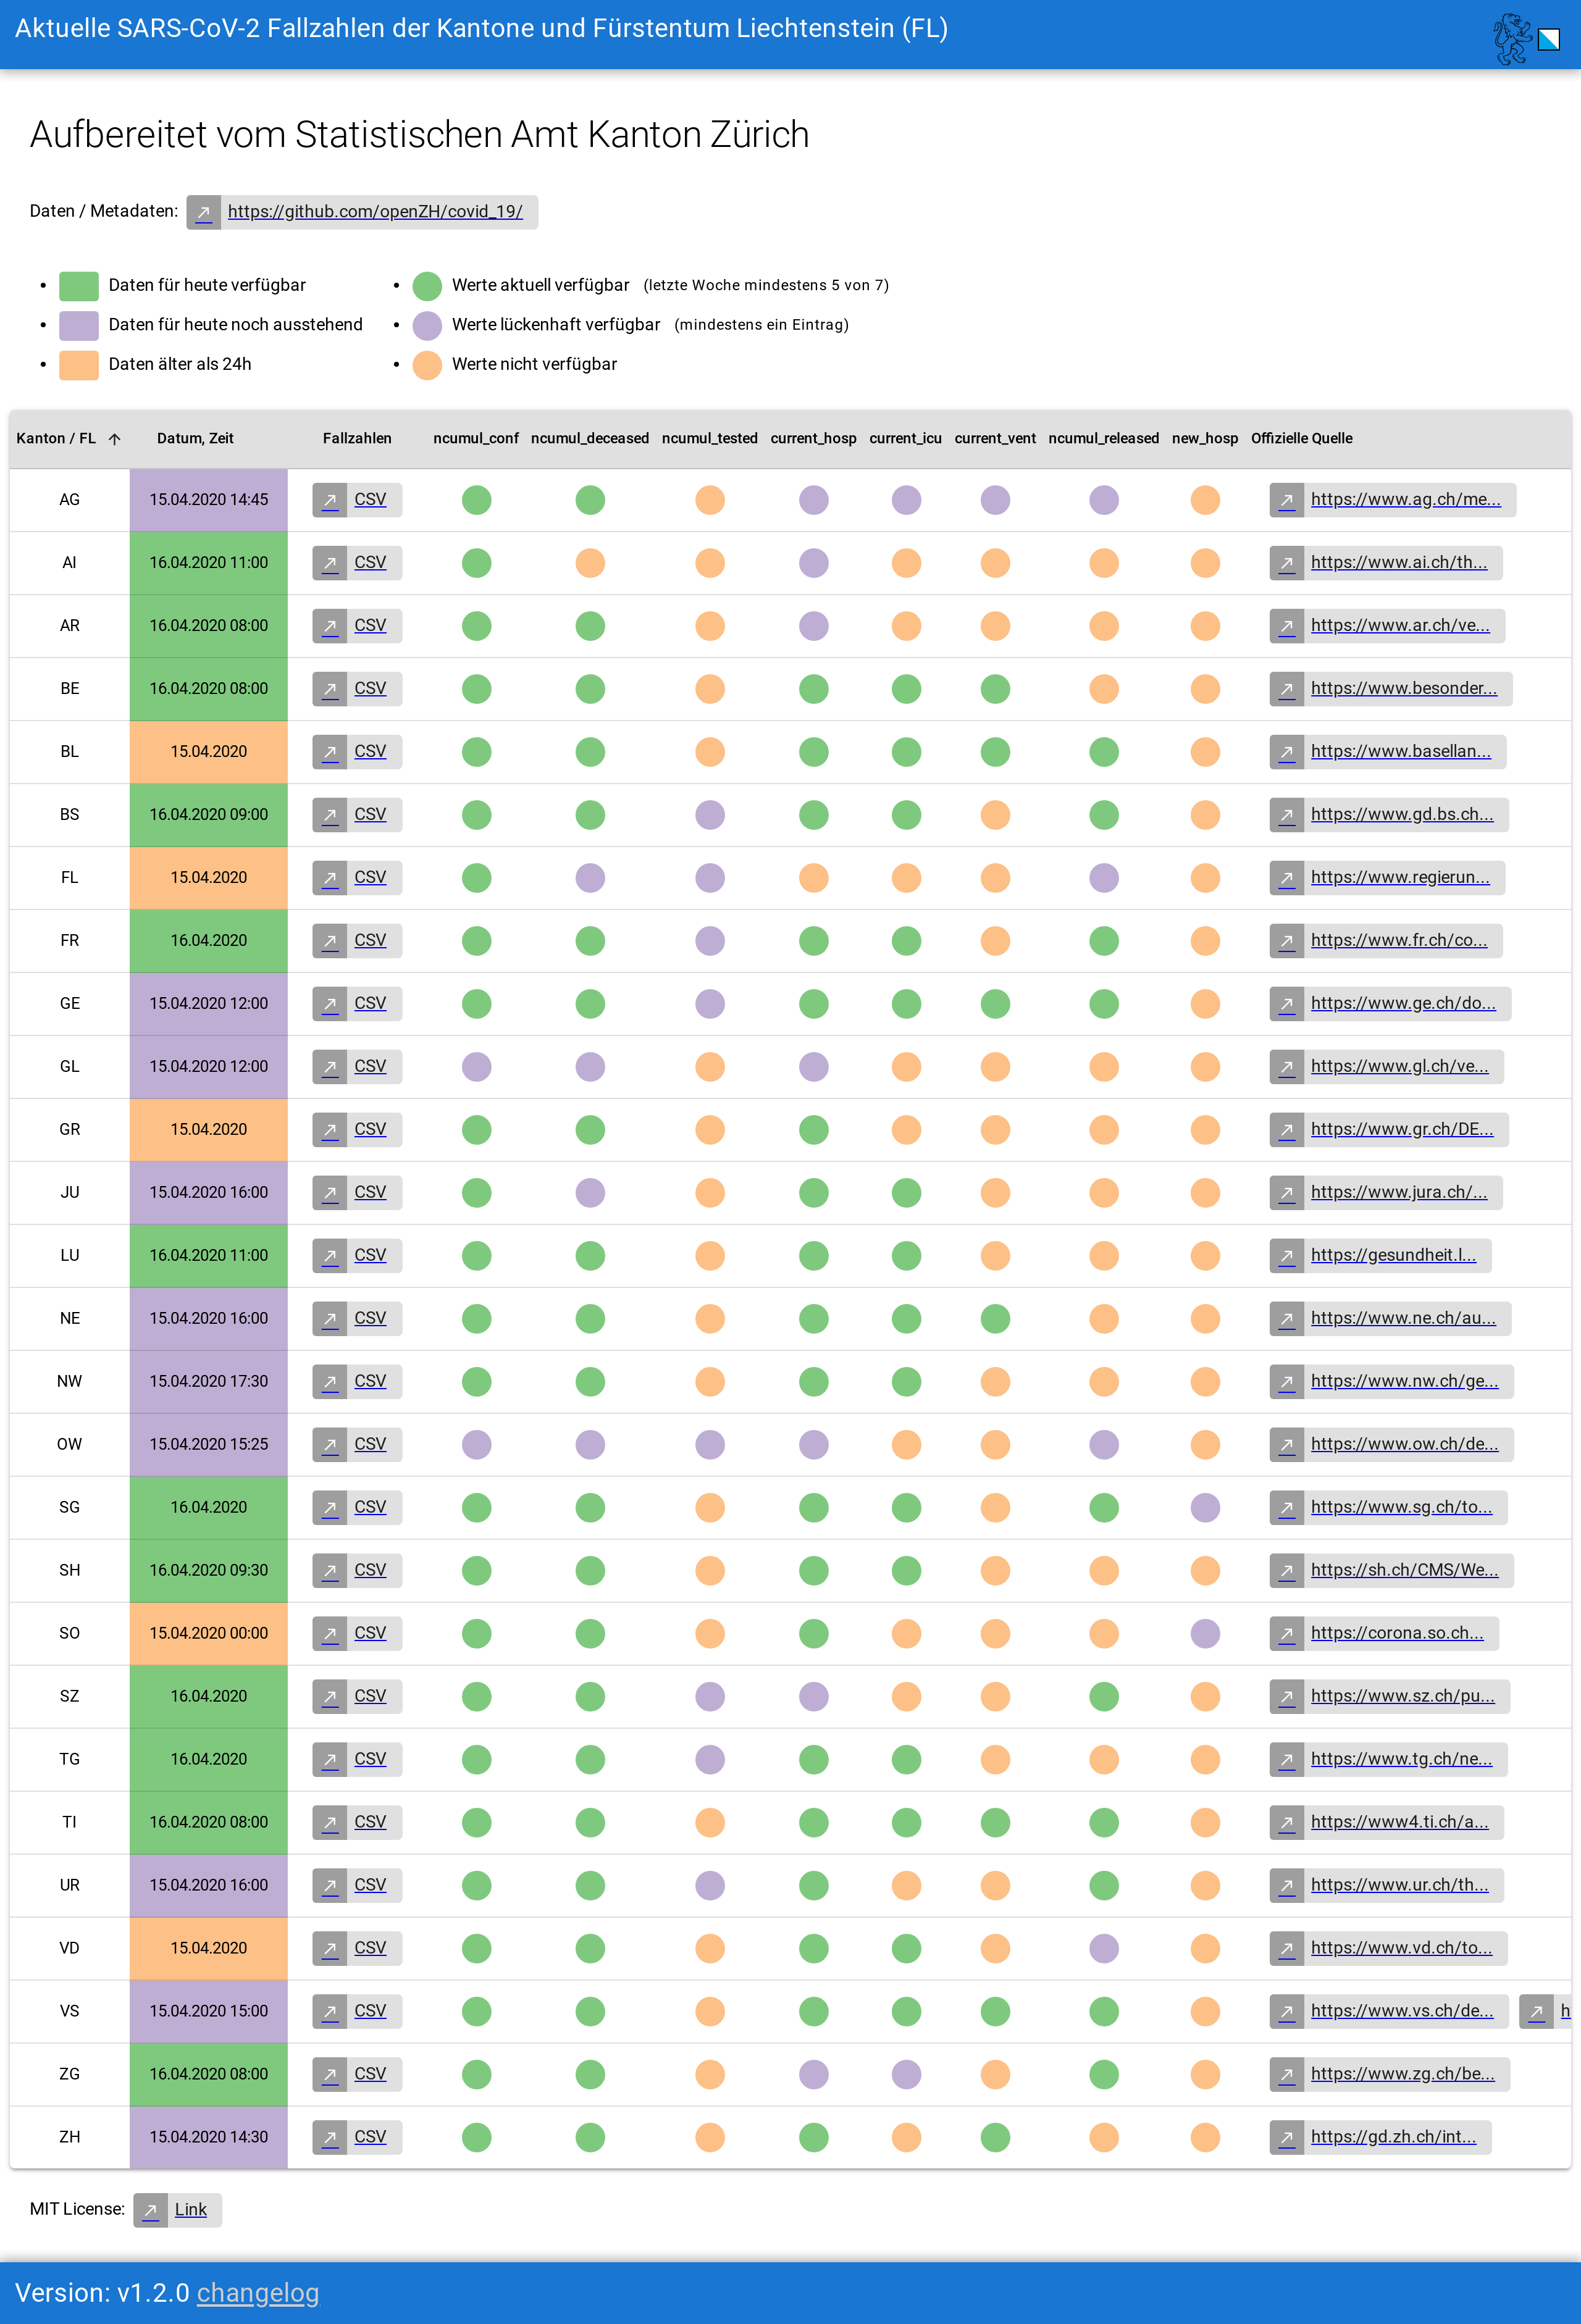 Aktuelle SARS-CoV-2 Fallzahlen der Kantone und Fürstentum Liechtenstein (FL)
Aufbereitet vom Statistischen Amt Kanton Zürich
Daten / Metadaten: https://github.com/openZH/covid_19/
Daten für heute verfügbar Werte aktuell verfügbar (letzte Woche mindestens 5 von 7)
Daten für heute noch ausstehend Werte lückenhaft verfügbar (mindestens ein Eintrag)
Daten älter als 24h Werte nicht verfügbar
Kanton / FL Datum, Zeit Fallzahlen ncumul_conf ncumul_deceased ncumul_tested current_hosp current_icu current_vent ncumul_released new_hosp Offizielle Quelle
AG 15.04.2020 14:45 CSV https://www.ag.ch/me...
AI 16.04.2020 11:00 CSV https://www.ai.ch/th...
AR 16.04.2020 08:00 CSV https://www.ar.ch/ve...
BE 16.04.2020 08:00 CSV https://www.besonder...
BL 15.04.2020 CSV https://www.basellan...
BS 16.04.2020 09:00 CSV https://www.gd.bs.ch...
FL 15.04.2020 CSV https://www.regierun...
FR 16.04.2020 CSV https://www.fr.ch/co...
GE 15.04.2020 12:00 CSV https://www.ge.ch/do...
GL 15.04.2020 12:00 CSV https://www.gl.ch/ve...
GR 15.04.2020 CSV https://www.gr.ch/DE...
JU 15.04.2020 16:00 CSV https://www.jura.ch/...
LU 16.04.2020 11:00 CSV https://gesundheit.l...
NE 15.04.2020 16:00 CSV https://www.ne.ch/au...
NW 15.04.2020 17:30 CSV https://www.nw.ch/ge...
OW 15.04.2020 15:25 CSV https://www.ow.ch/de...
SG 16.04.2020 CSV https://www.sg.ch/to...
SH 16.04.2020 09:30 CSV https://sh.ch/CMS/We...
SO 15.04.2020 00:00 CSV https://corona.so.ch...
SZ 16.04.2020 CSV https://www.sz.ch/pu...
TG 16.04.2020 CSV https://www.tg.ch/ne...
TI 16.04.2020 08:00 CSV https://www4.ti.ch/a...
UR 15.04.2020 16:00 CSV https://www.ur.ch/th...
VD 15.04.2020 CSV https://www.vd.ch/to...
VS 15.04.2020 15:00 CSV https://www.vs.ch/de... h
ZG 16.04.2020 08:00 CSV https://www.zg.ch/be...
ZH 15.04.2020 14:30 CSV https://gd.zh.ch/int...
MIT License: Link
Version: v1.2.0 changelog